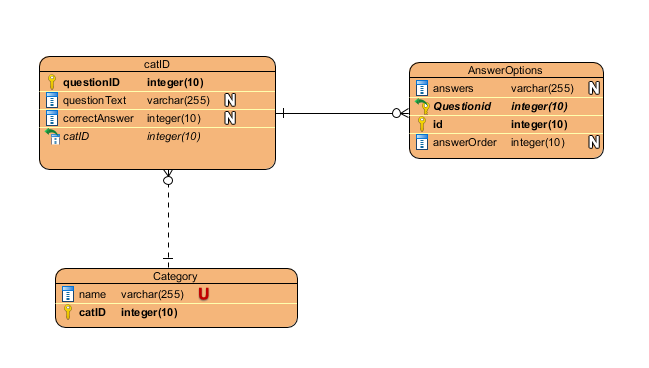 catID
questionID integer(10)
questionText varchar(255) N
correctAnswer integer(10) N
catID integer(10)
AnswerOptions
answers varchar(255) N
Questionid integer(10)
id integer(10)
answerOrder integer(10) N
Category
name varchar(255) U
catID integer(10)